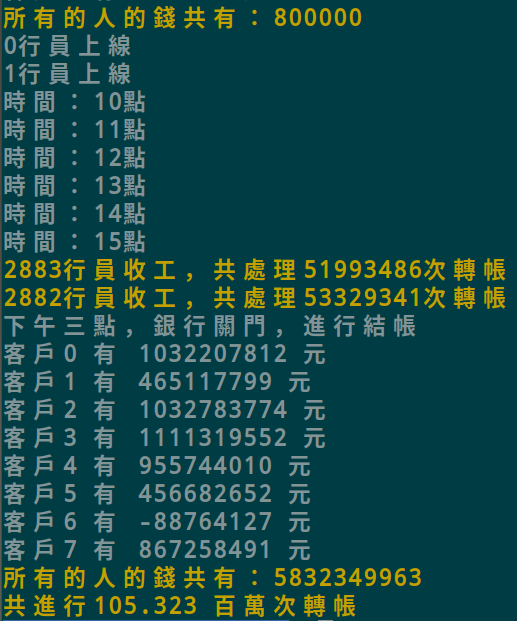 所有的人的錢共有：800000
0行員上線
1行員上線
時間：10點
時間：11點
時間：12點
時間：13點
時間：14點
時間：15點
2883行員收工，共處理51993486次轉帳
2882行員收工，共處理53329341次轉帳
下午三點，銀行關門，進行結帳
客戶0 有 1032207812 元
客戶1 有 465117799 元
客戶2 有 1032783774 元
客戶3 有 1111319552 元
客戶4 有 955744010 元
客戶5 有 456682652 元
客戶6 有 -88764127 元
客戶7 有 867258491 元
所有的人的錢共有：5832349963
共進行105.323 百萬次轉帳